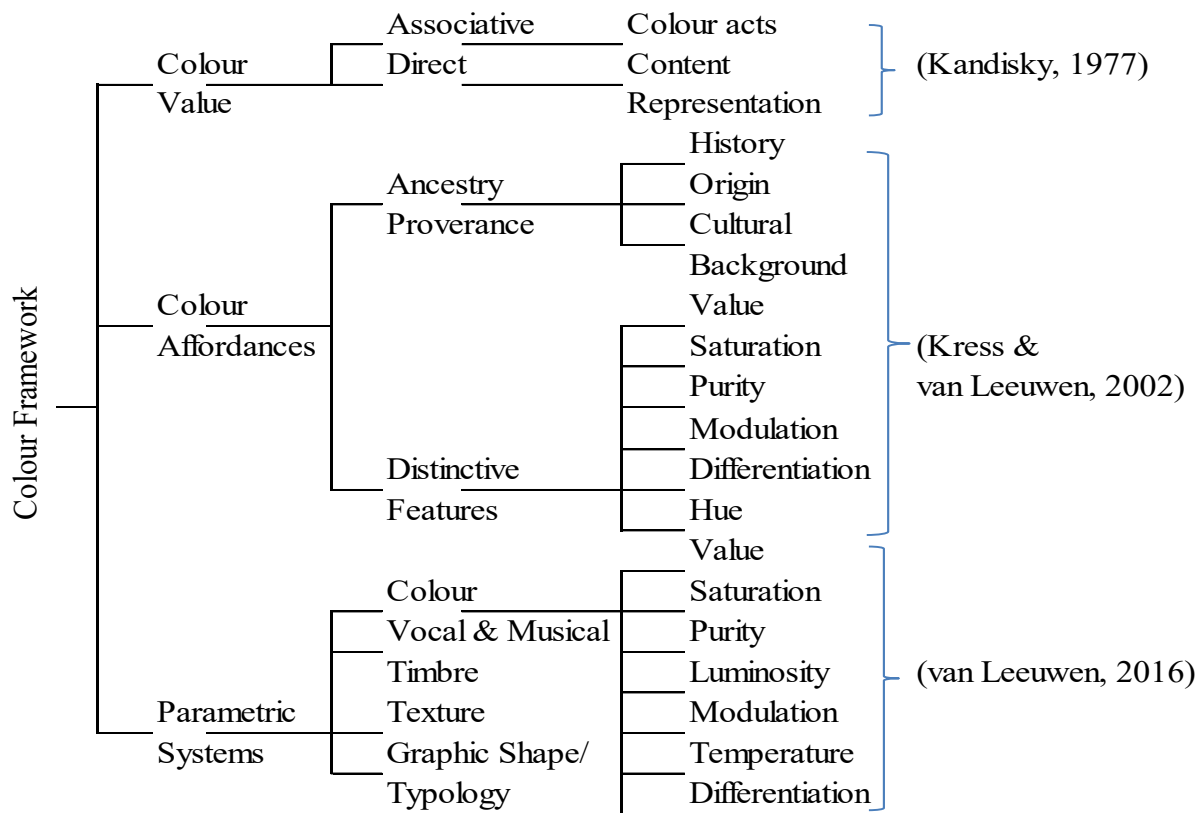 Colour Framework
Colour
Value
Associative
Direct
Colour acts
Content
Representation
(Kandisky, 1977)
Colour
Affordances
Ancestry
Proverance
History
Origin
Cultural
Background
Distinctive
Features
Value
Saturation
Purity
Modulation
Differentiation
Hue
(Kress &
van Leeuwen, 2002)
Parametric
Systems
Colour
Vocal & Musical
Timbre
Texture
Graphic Shape/
Typology
Value
Saturation
Purity
Luminosity
Modulation
Temperature
Differentiation
(van Leeuwen, 2016)